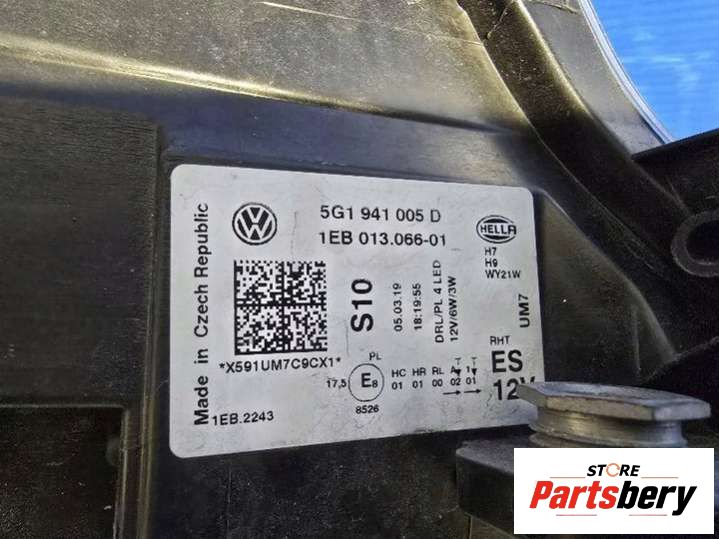 Made in Czech Republic
VW
5G1 941 005 D
1EB 013.066-01
HELLA
H7
H9
WY21W
*X591UM7C9CX1*
S10
05.03.19
18:19:55
DRL/PL 4 LED
12V/6W/3W
UM7
RHT
ES
12V
PL
17,5 E8
8526
HC HR RL A 1
01 01 00 02 01
1EB.2243
STORE
Partsbery